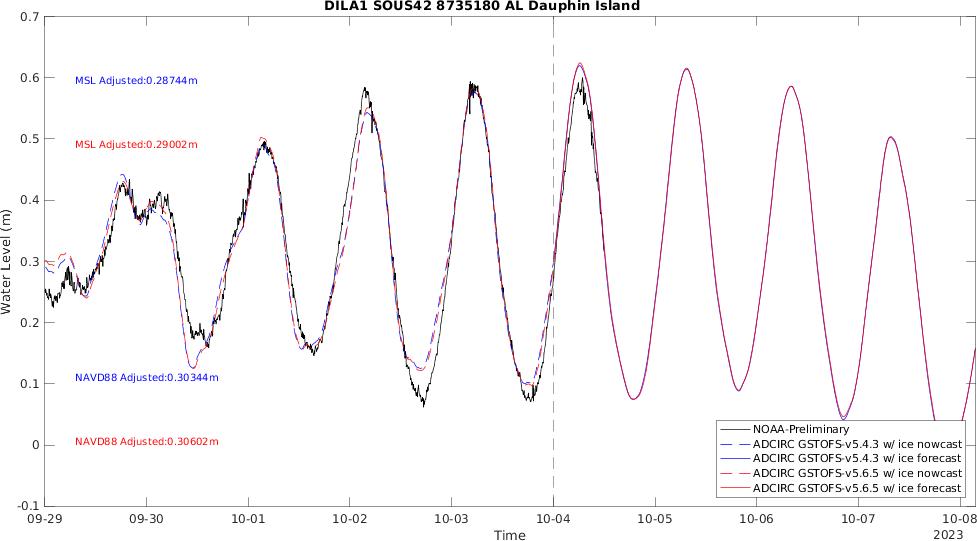 DILA1 SOUS42 8735180 AL Dauphin Island
0.7
0.6
0.5
0.4
0.3
0.2
0.1
0
-0.1
Water Level (m)
MSL Adjusted:0.28744m
MSL Adjusted:0.29002m
NAVD88 Adjusted:0.30344m
NAVD88 Adjusted:0.30602m
NOAA-Preliminary
ADCIRC GSTOFS-v5.4.3 w/ ice nowcast
ADCIRC GSTOFS-v5.4.3 w/ ice forecast
ADCIRC GSTOFS-v5.6.5 w/ ice nowcast
ADCIRC GSTOFS-v5.6.5 w/ ice forecast
09-29 09-30 10-01 10-02 10-03 10-04 10-05 10-06 10-07 10-08
Time
2023